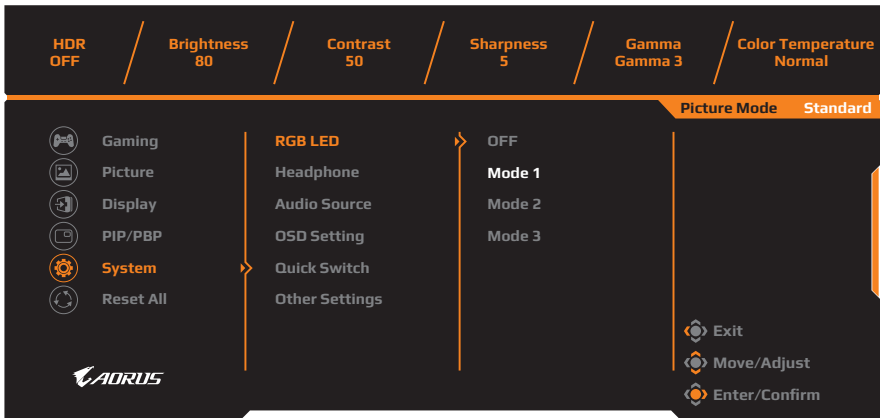 HDR
OFF
Brightness
80
Contrast
50
Sharpness
5
Gamma
Gamma 3
Color Temperature
Normal
Picture Mode Standard
Gaming
Picture
Display
PIP/PBP
System
Reset All
RGB LED
Headphone
Audio Source
OSD Setting
Quick Switch
Other Settings
OFF
Mode 1
Mode 2
Mode 3
Exit
Move/Adjust
Enter/Confirm
AORUS